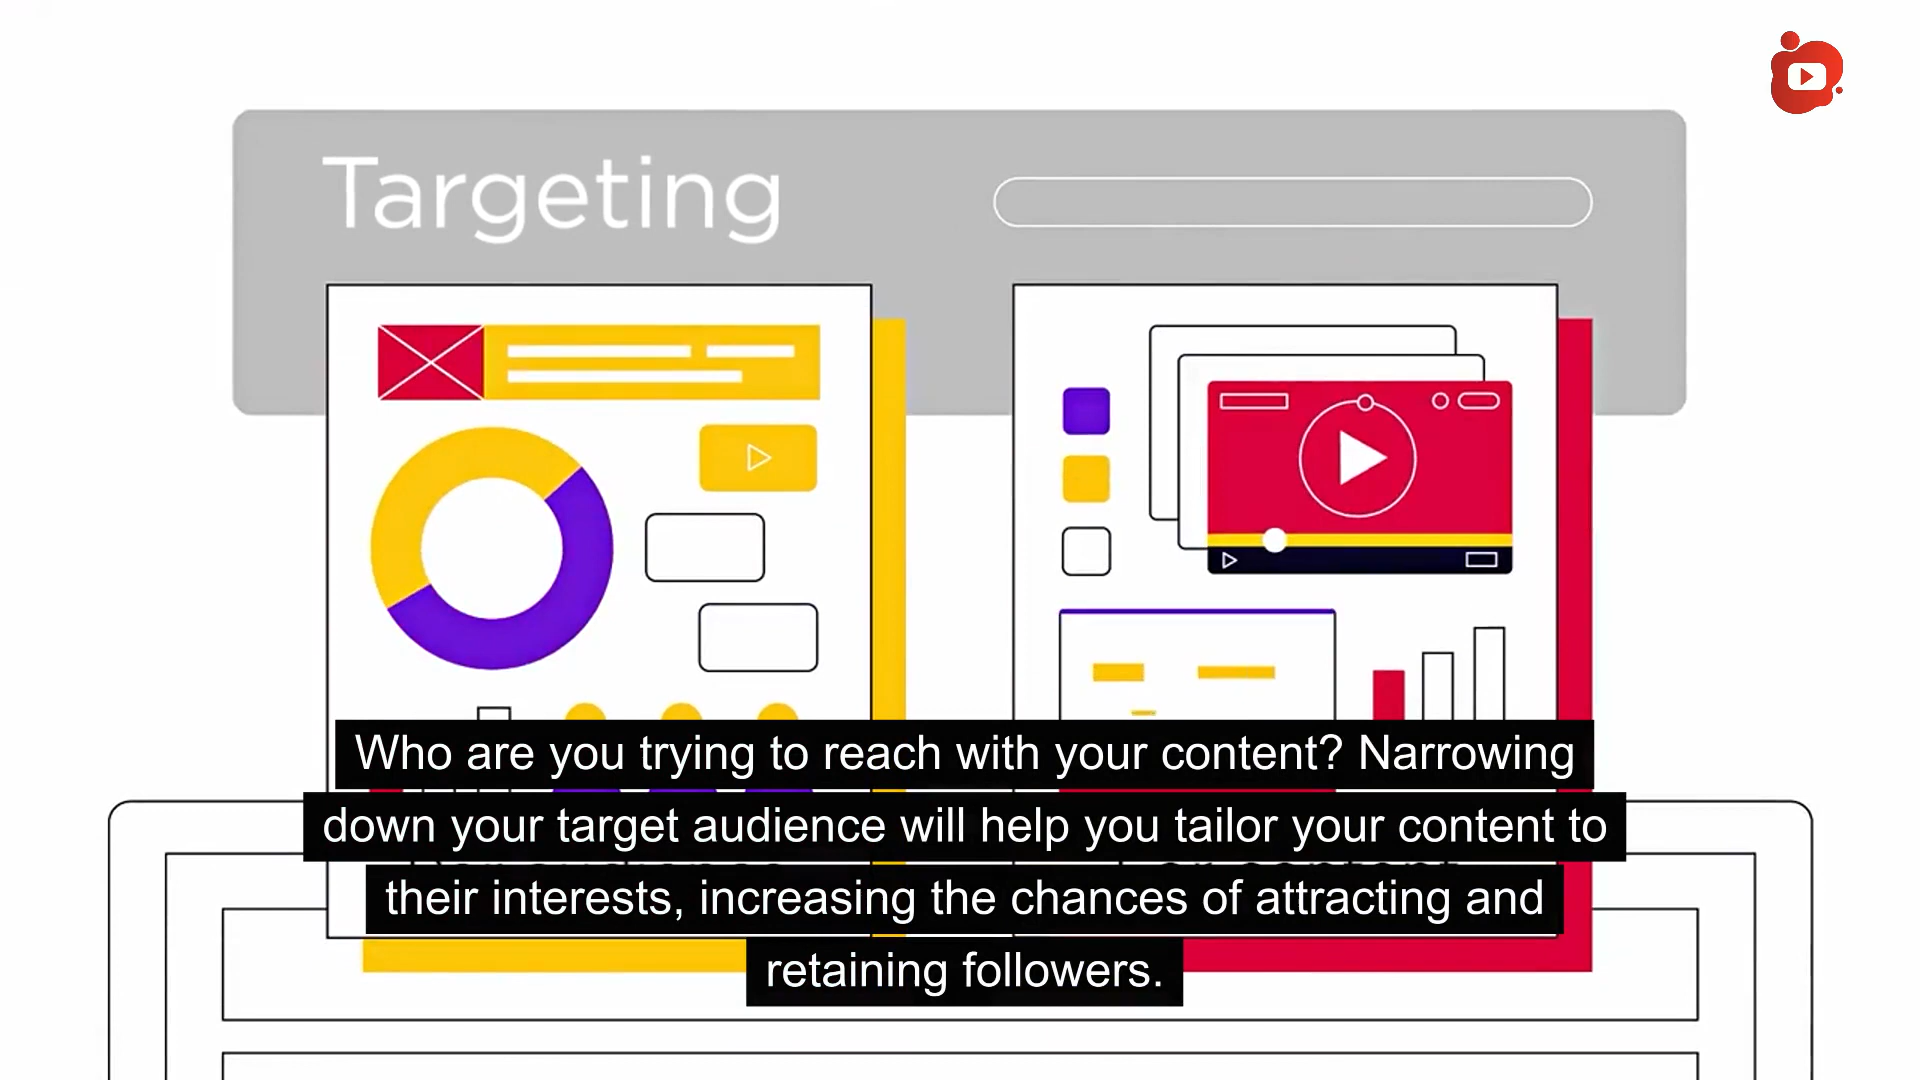 Targeting
Who are you trying to reach with your content? Narrowing
down your target audience will help you tailor your content to
their interests, increasing the chances of attracting and
retaining followers.